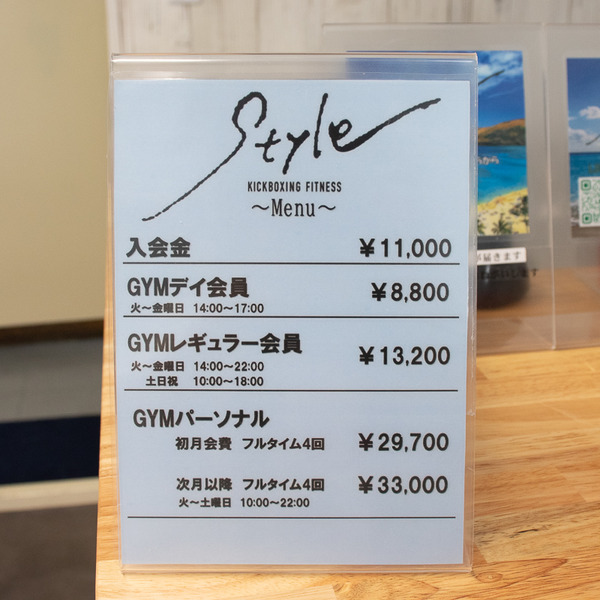 Style
KICKBOXING FITNESS
～Menu～
入会金 ￥11,000
GYMデイ会員 ￥8,800
火～金曜日 14:00～17:00
GYMレギュラー会員 ￥13,200
火～金曜日 14:00～22:00
土日祝 10:00～18:00
GYMパーソナル
初月会費 フルタイム4回 ￥29,700
次月以降 フルタイム4回 ￥33,000
火～土曜日 10:00～22:00
が届きます